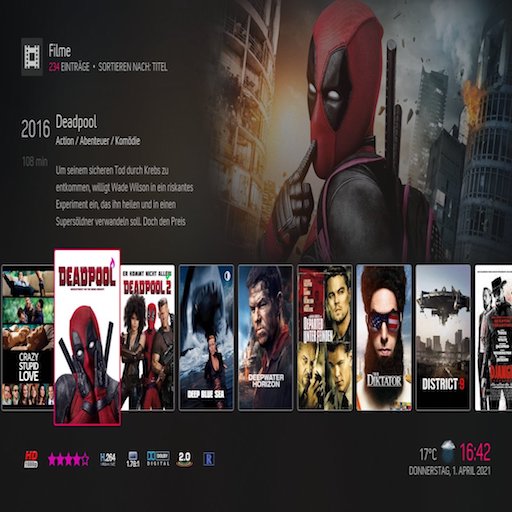 Filme
234 EINTRÄGE • SORTIEREN NACH: TITEL
2016 Deadpool
Action / Abenteuer / Komödie
108 min
Um seinem sicheren Tod durch Krebs zu
entkommen, willigt Wade Wilson in ein riskantes
Experiment ein, das ihn heilen und in einen
Supersöldner verwandeln soll. Doch den Preis
CRAZY
STUPID
LOVE
DEADPOOL
ER KOMMT NICHT ALLEIN
DEADPOOL 2
DEEP BLUE SEA
DEEPWATER
HORIZON
DEPARTED
UNTER FEINDEN
DER
DIKTATOR
DISTRICT 9
DJANGO
HD
1080p
H.264
1.78:1
DOLBY
DIGITAL
2.0
R
17°C 16:42
DONNERSTAG, 1. APRIL 2021